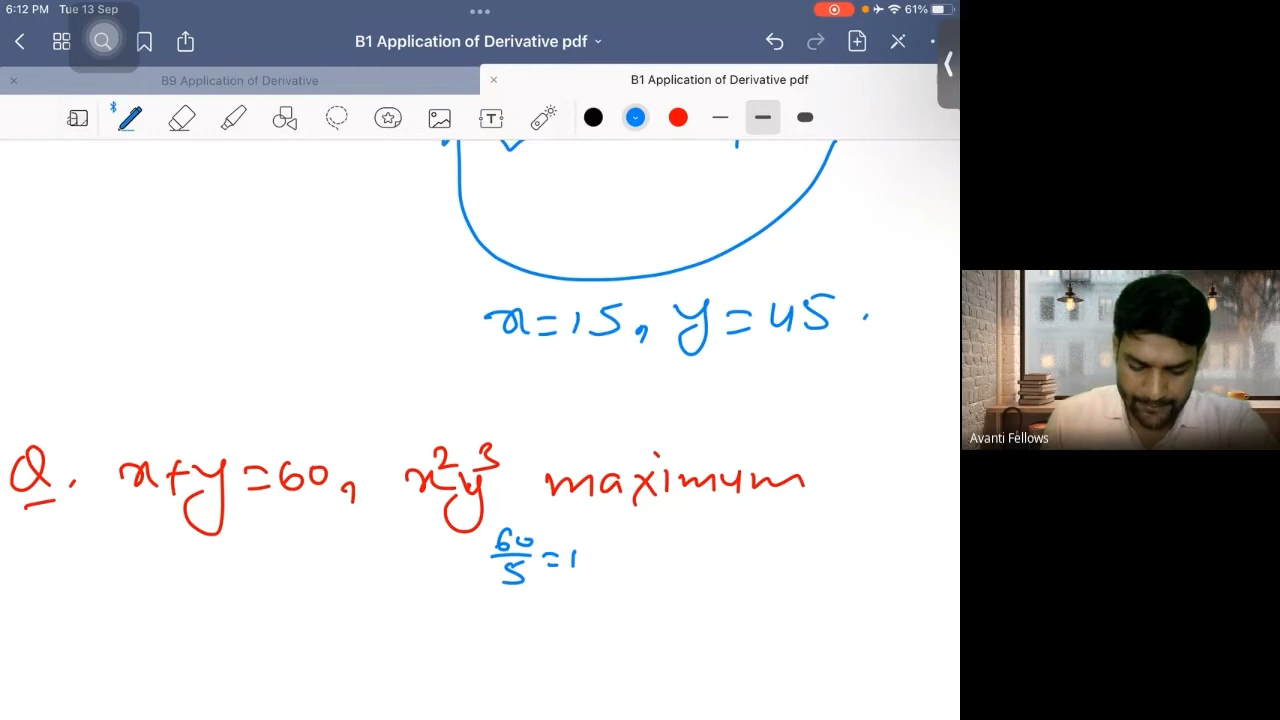 6:12 PM Tue 13 Sep
61%
B1 Application of Derivative pdf
B9 Application of Derivative
B1 Application of Derivative pdf
x=15, y=45.
Q. x+y=60, x²y³ maximum
60/5=1
Avanti Fellows